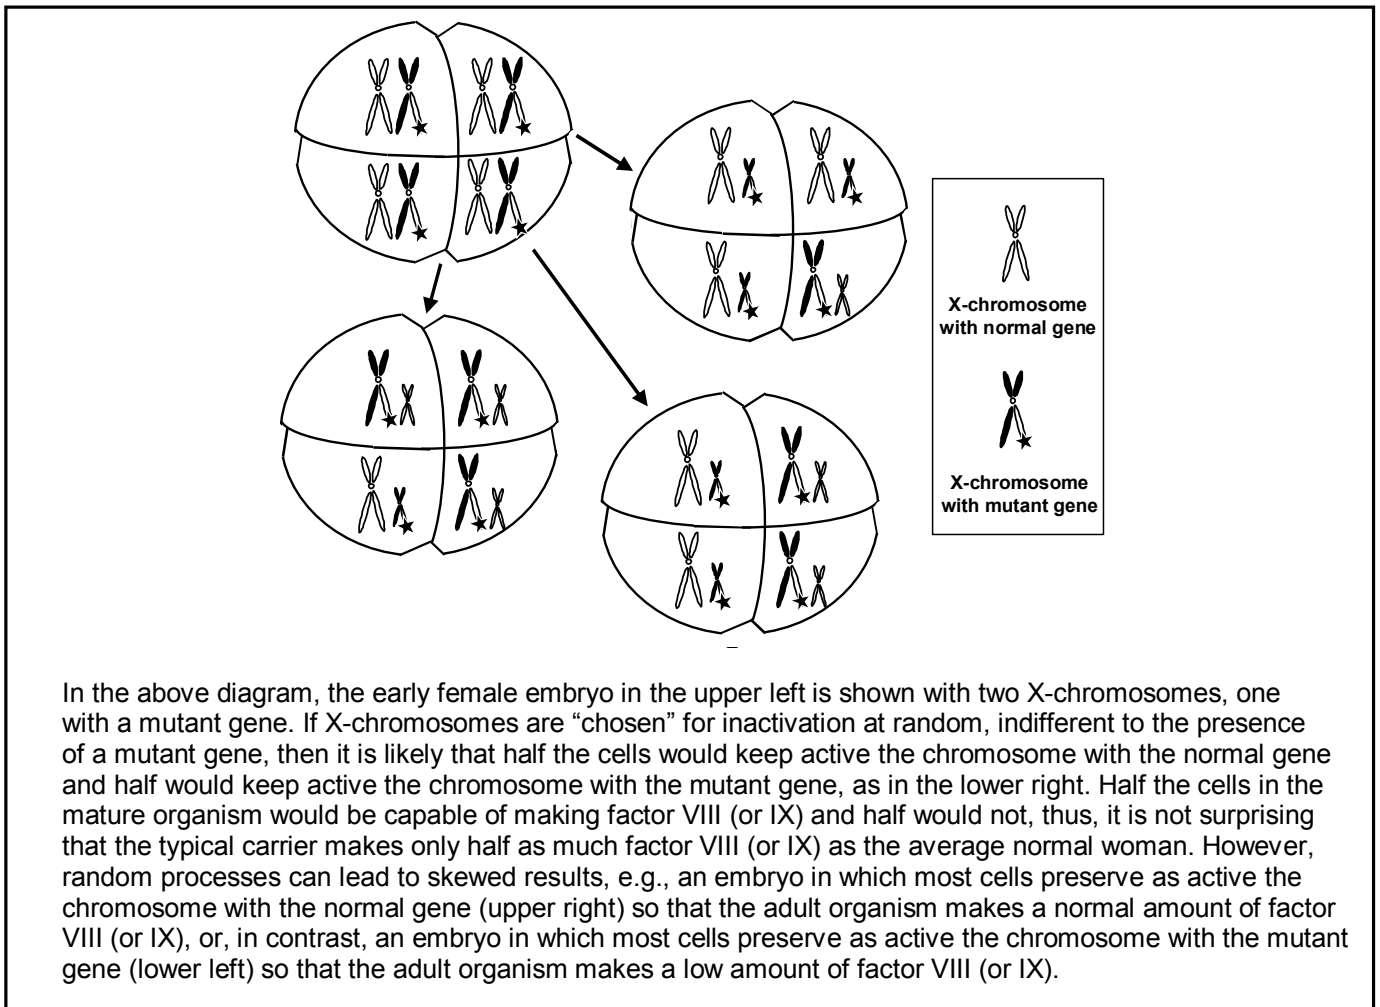 X-chromosome
with normal gene
X-chromosome
with mutant gene
In the above diagram, the early female embryo in the upper left is shown with two X-chromosomes, one
with a mutant gene. If X-chromosomes are “chosen” for inactivation at random, indifferent to the presence
of a mutant gene, then it is likely that half the cells would keep active the chromosome with the normal gene
and half would keep active the chromosome with the mutant gene, as in the lower right. Half the cells in the
mature organism would be capable of making factor VIII (or IX) and half would not, thus, it is not surprising
that the typical carrier makes only half as much factor VIII (or IX) as the average normal woman. However,
random processes can lead to skewed results, e.g., an embryo in which most cells preserve as active the
chromosome with the normal gene (upper right) so that the adult organism makes a normal amount of factor
VIII (or IX), or, in contrast, an embryo in which most cells preserve as active the chromosome with the mutant
gene (lower left) so that the adult organism makes a low amount of factor VIII (or IX).